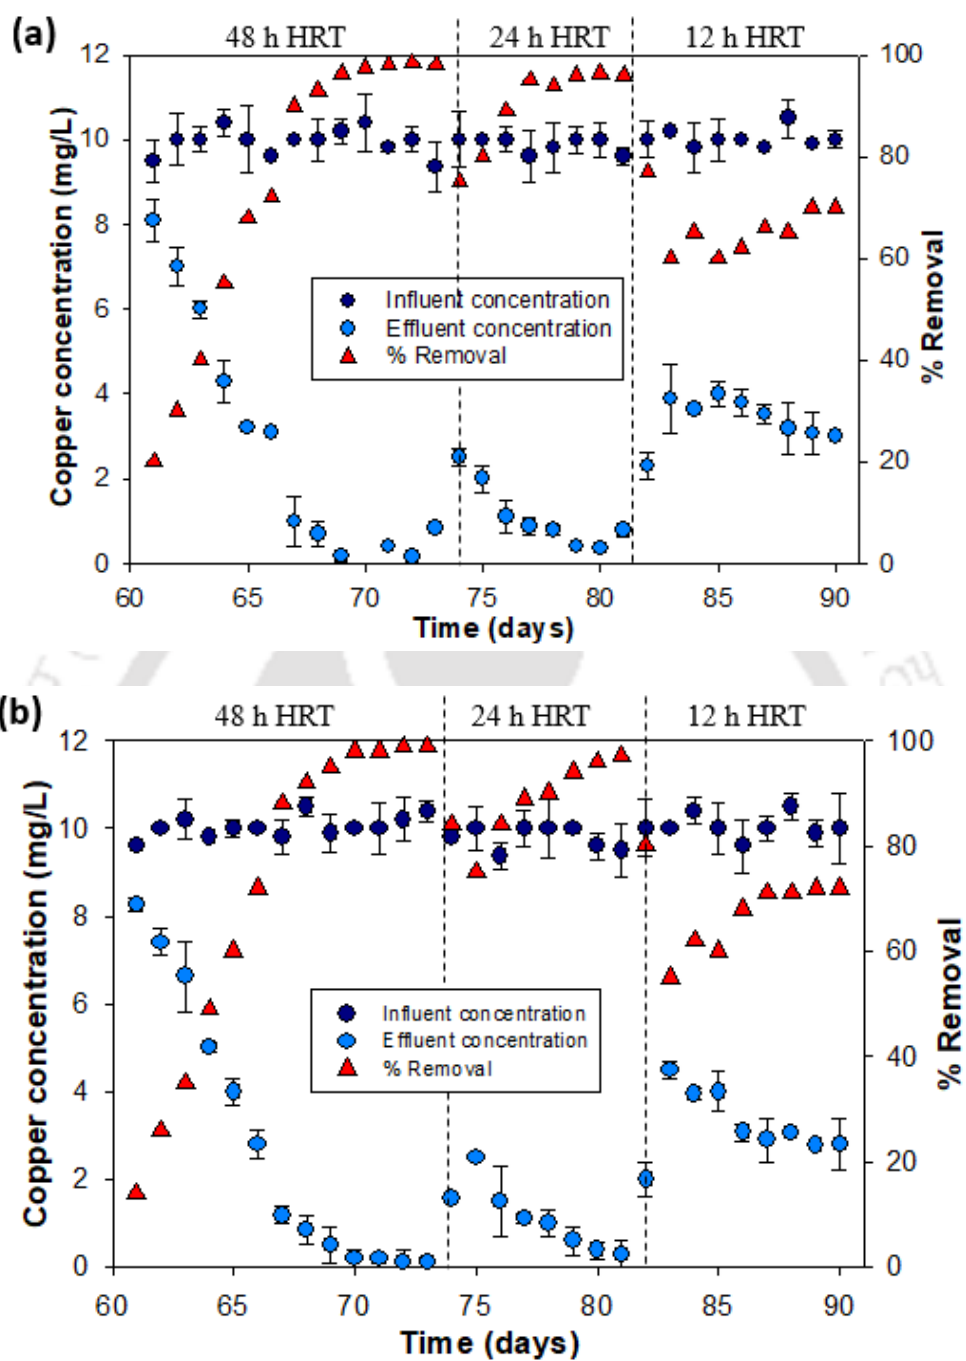 (a)
48 h HRT 24 h HRT 12 h HRT
12 100
10 80
8 60
6
4 40
2 20
0 0
60 65 70 75 80 85 90
Copper concentration (mg/L)
% Removal
Influent concentration
Effluent concentration
% Removal
Time (days)
(b)
48 h HRT 24 h HRT 12 h HRT
12 100
10 80
8 60
6
4 40
2 20
0 0
60 65 70 75 80 85 90
Copper concentration (mg/L)
% Removal
Influent concentration
Effluent concentration
% Removal
Time (days)